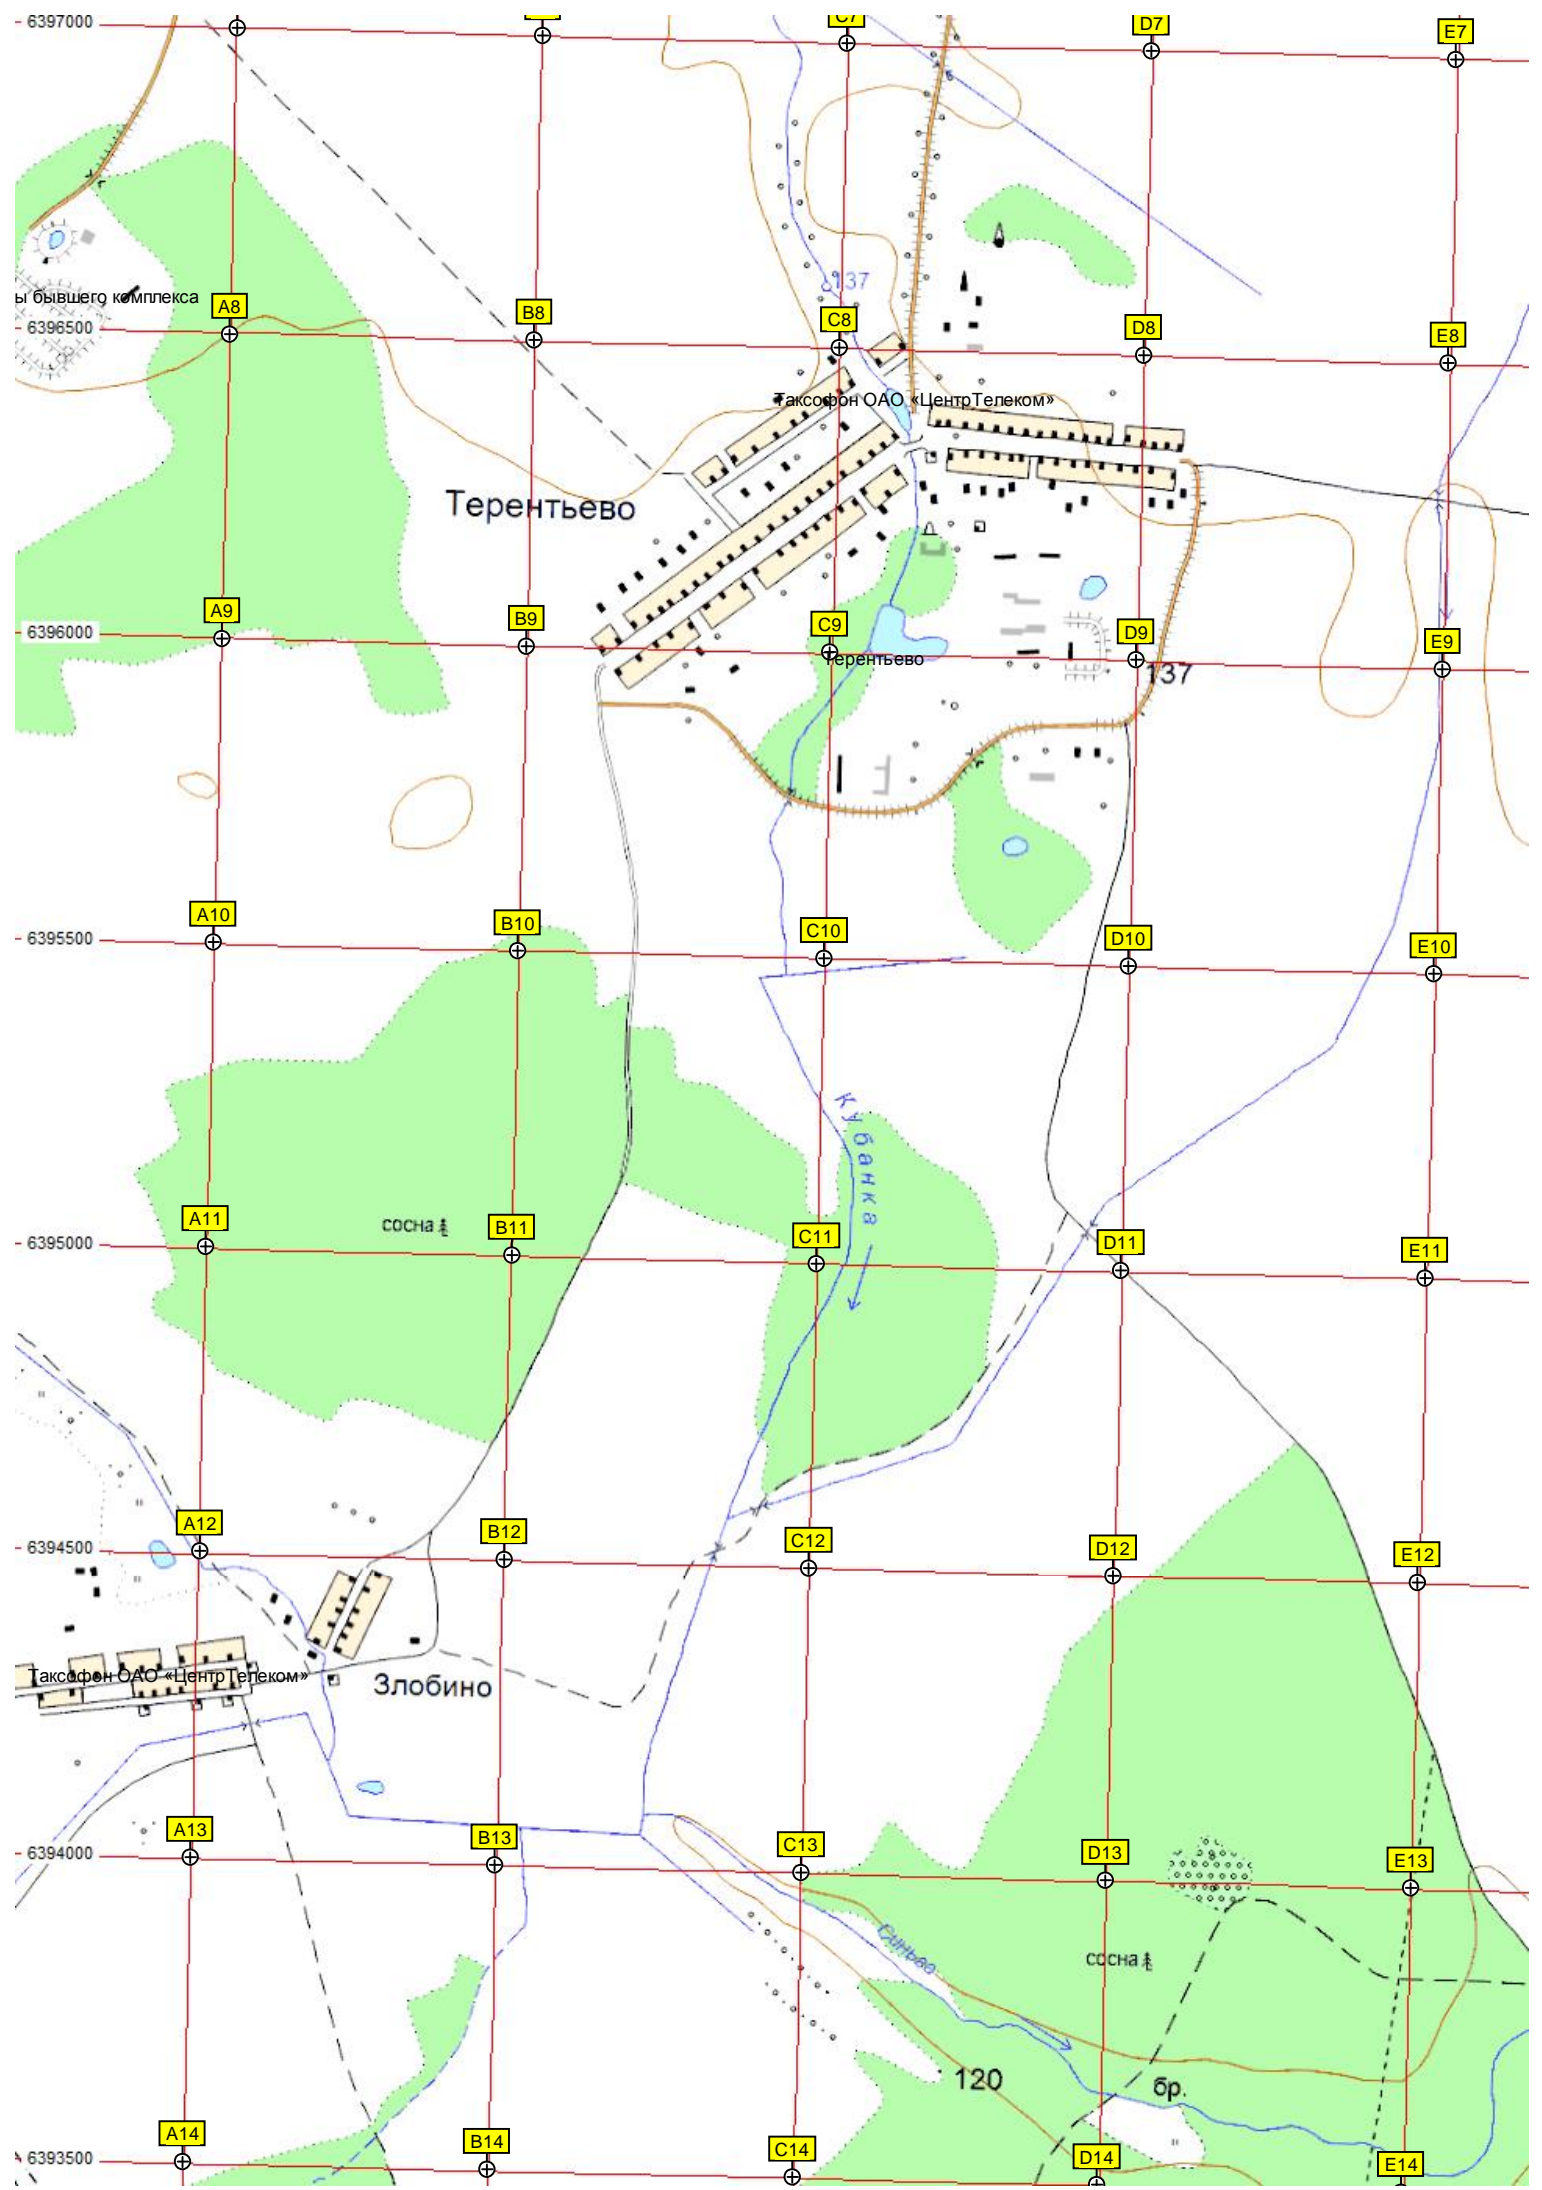 6397000
C7
D7
E7
137
ы бывшего комплекса
A8
B8
C8
D8
E8
6396500
Таксофон ОАО «ЦентрТелеком»
Терентьево
A9
B9
C9
D9
E9
6396000
Терентьево
137
A10
B10
C10
D10
E10
6395500
Кубанка
A11
сосна
B11
C11
D11
E11
6395000
A12
B12
C12
D12
E12
6394500
Таксофон ОАО «ЦентрТелеком»
Злобино
A13
B13
C13
D13
E13
6394000
Синьво
сосна
120
бр.
A14
B14
C14
D14
E14
6393500